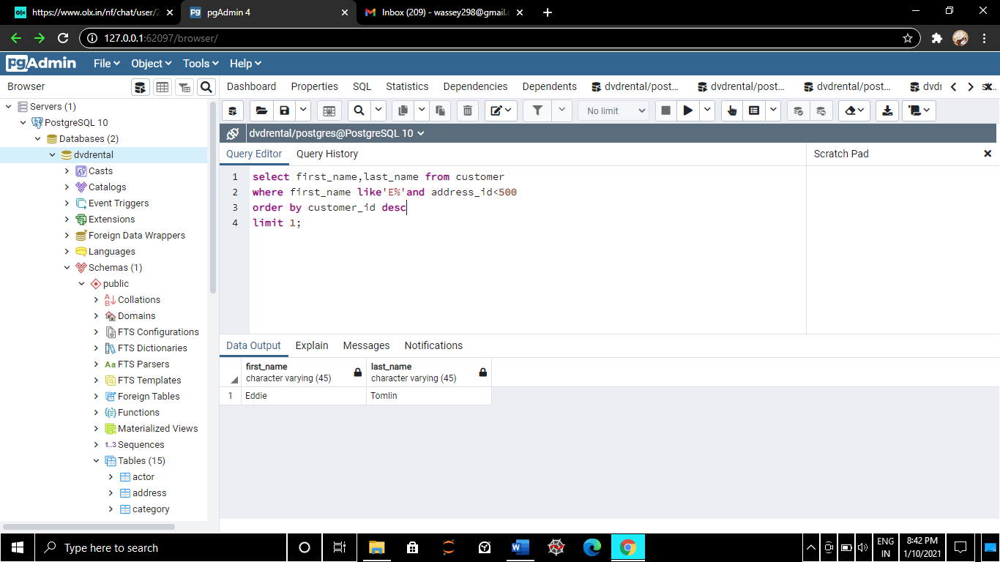 https://www.olx.in/nf/chat/user/2
pgAdmin 4
Inbox (209) - wassey298@gmail.c
127.0.0.1:62097/browser/
pgAdmin File Object Tools Help
Browser
Dashboard Properties SQL Statistics Dependencies Dependents dvdrental/post... dvdrental/post... dvdrental/post... dvdr
No limit
dvdrental/postgres@PostgreSQL 10
Query Editor Query History
Scratch Pad
1 select first_name,last_name from customer
2 where first_name like'E%'and address_id<500
3 order by customer_id desc
4 limit 1;
Servers (1)
PostgreSQL 10
Databases (2)
dvdrental
Casts
Catalogs
Event Triggers
Extensions
Foreign Data Wrappers
Languages
Schemas (1)
public
Collations
Domains
FTS Configurations
FTS Dictionaries
Aa FTS Parsers
FTS Templates
Foreign Tables
Functions
Materialized Views
1..3 Sequences
Tables (15)
actor
address
category
Data Output Explain Messages Notifications
first_name last_name
character varying (45) character varying (45)
1 Eddie Tomlin
Type here to search
ENG
IN
8:42 PM
1/10/2021